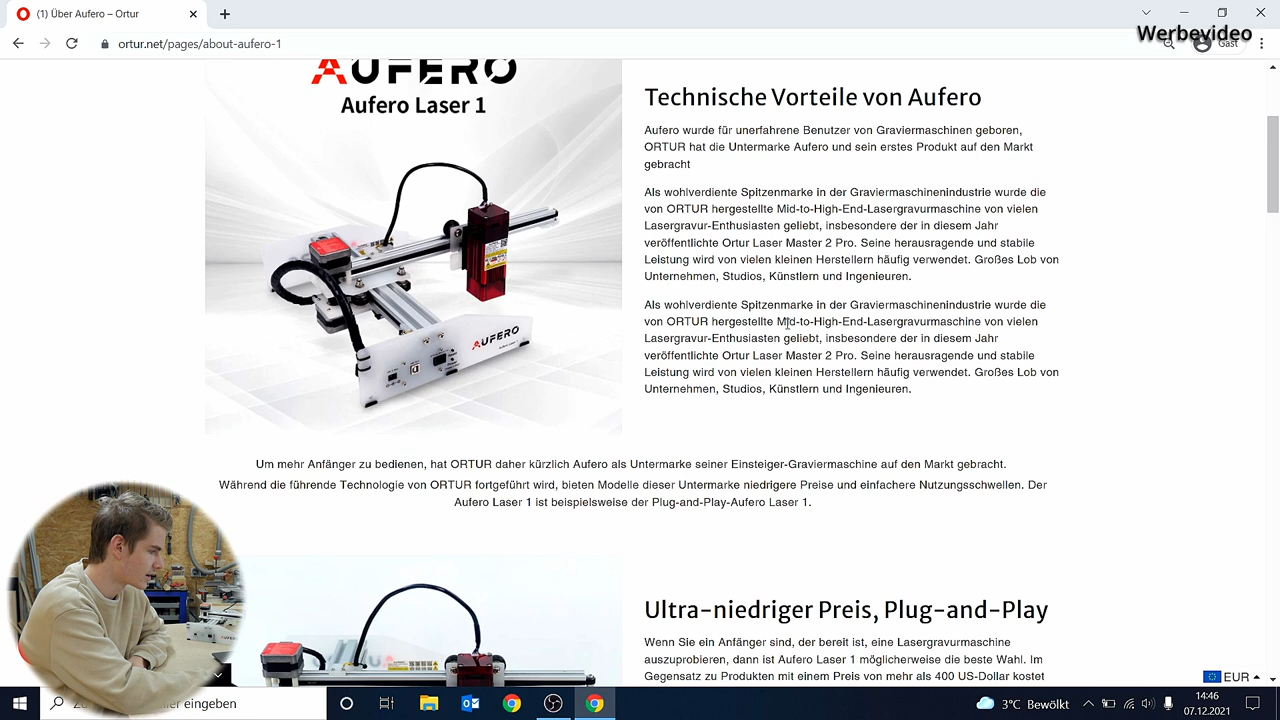 (1) Über Aufero – Ortur
Werbevideo
ortur.net/pages/about-aufero-1
Gast
AUFERO
Aufero Laser 1
Technische Vorteile von Aufero
Aufero wurde für unerfahrene Benutzer von Graviermaschinen geboren,
ORTUR hat die Untermarke Aufero und sein erstes Produkt auf den Markt
gebracht
Als wohlverdiente Spitzenmarke in der Graviermaschinenindustrie wurde die
von ORTUR hergestellte Mid-to-High-End-Lasergravurmaschine von vielen
Lasergravur-Enthusiasten geliebt, insbesondere der in diesem Jahr
veröffentlichte Ortur Laser Master 2 Pro. Seine herausragende und stabile
Leistung wird von vielen kleinen Herstellern häufig verwendet. Großes Lob von
Unternehmen, Studios, Künstlern und Ingenieuren.
Als wohlverdiente Spitzenmarke in der Graviermaschinenindustrie wurde die
von ORTUR hergestellte Mid-to-High-End-Lasergravurmaschine von vielen
Lasergravur-Enthusiasten geliebt, insbesondere der in diesem Jahr
veröffentlichte Ortur Laser Master 2 Pro. Seine herausragende und stabile
Leistung wird von vielen kleinen Herstellern häufig verwendet. Großes Lob von
Unternehmen, Studios, Künstlern und Ingenieuren.
AUFERO
Um mehr Anfänger zu bedienen, hat ORTUR daher kürzlich Aufero als Untermarke seiner Einsteiger-Graviermaschine auf den Markt gebracht.
Während die führende Technologie von ORTUR fortgeführt wird, bieten Modelle dieser Untermarke niedrigere Preise und einfachere Nutzungsschwellen. Der
Aufero Laser 1 ist beispielsweise der Plug-and-Play-Aufero Laser 1.
Ultra-niedriger Preis, Plug-and-Play
Wenn Sie ein Anfänger sind, der bereit ist, eine Lasergravurmaschine
auszuprobieren, dann ist Aufero Laser 1 möglicherweise die beste Wahl. Im
Gegensatz zu Produkten mit einem Preis von mehr als 400 US-Dollar kostet
EUR
eingeben
3°C Bewölkt
14:46
07.12.2021